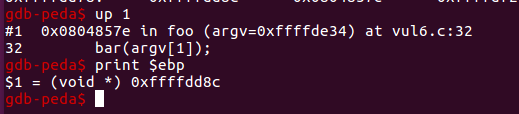 gdb-peda$ up 1
#1  0x0804857e in foo (argv=0xffffde34) at vul6.c:32
32          bar(argv[1]);
gdb-peda$ print $ebp
$1 = (void *) 0xffffdd8c
gdb-peda$